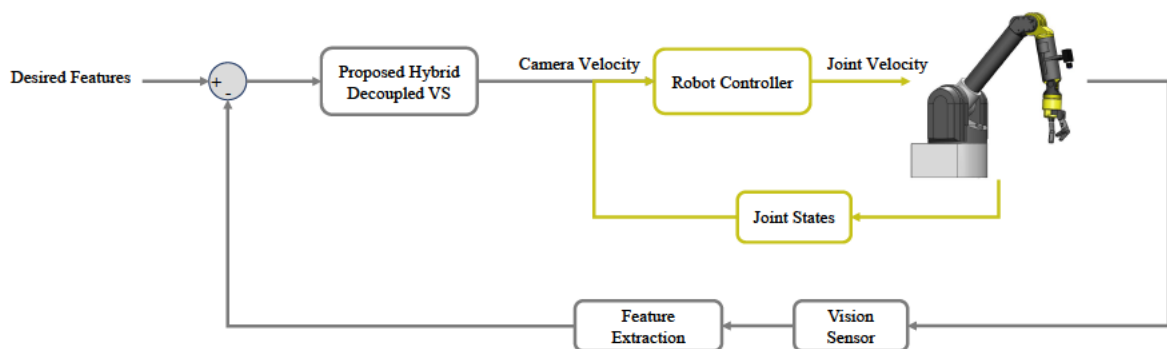 Desired Features
+
-
Proposed Hybrid
Decoupled VS
Camera Velocity
Robot Controller
Joint Velocity
Joint States
Feature
Extraction
Vision
Sensor